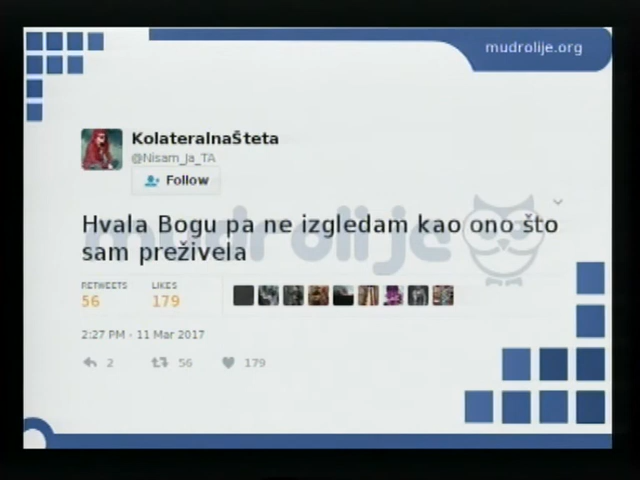 mudrolije.org
KolateralnaŠteta
@Nisam_Ja_TA
Follow
Hvala Bogu pa ne izgledam kao ono što
sam preživela
mudrolije
RETWEETS LIKES
56 179
2:27 PM - 11 Mar 2017
2 56 179